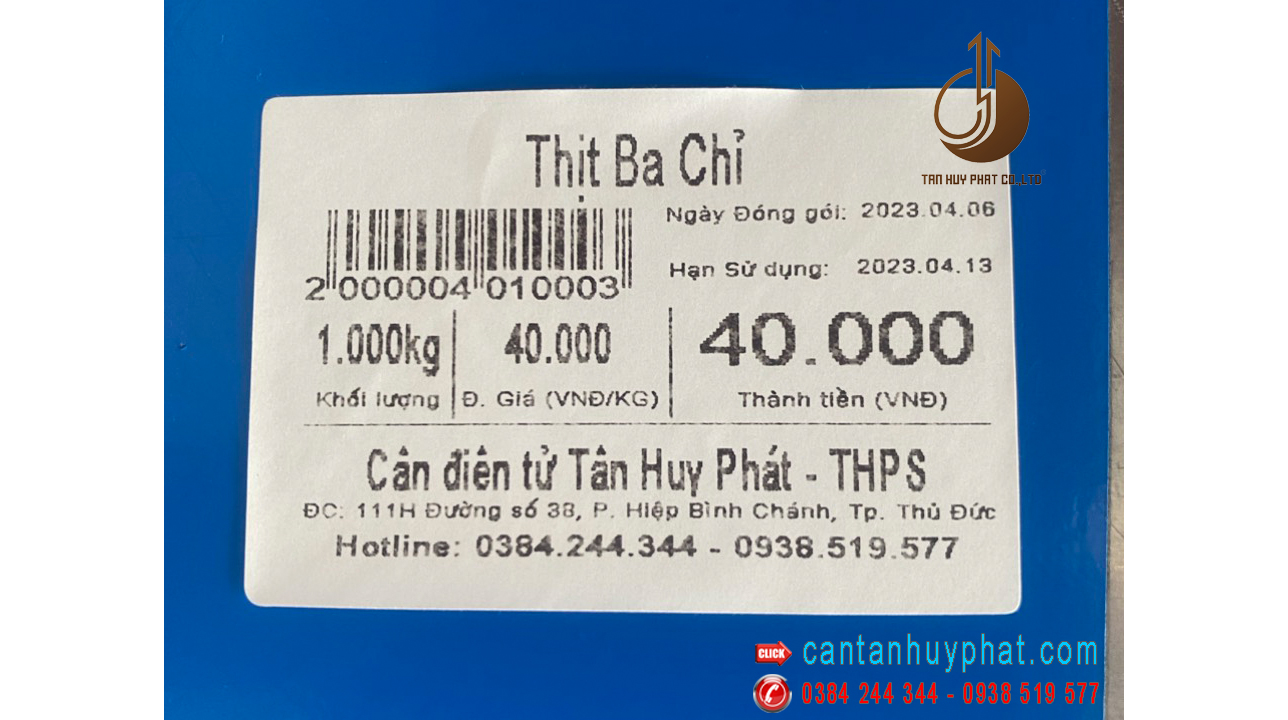 TAN HUY PHAT CO.,LTD
Thịt Ba Chỉ
Ngày Đóng gói: 2023.04.06
Hạn Sử dụng: 2023.04.13
2 000004 010003
1.000kg
Khối lượng
40.000
Đ. Giá (VNĐ/KG)
40.000
Thành tiền (VNĐ)
Cân điện tử Tân Huy Phát - THPS
ĐC: 111H Đường số 38, P. Hiệp Bình Chánh, Tp. Thủ Đức
Hotline: 0384.244.344 - 0938.519.577
CLICK cantanhuyphat.com
0384 244 344 - 0938 519 577